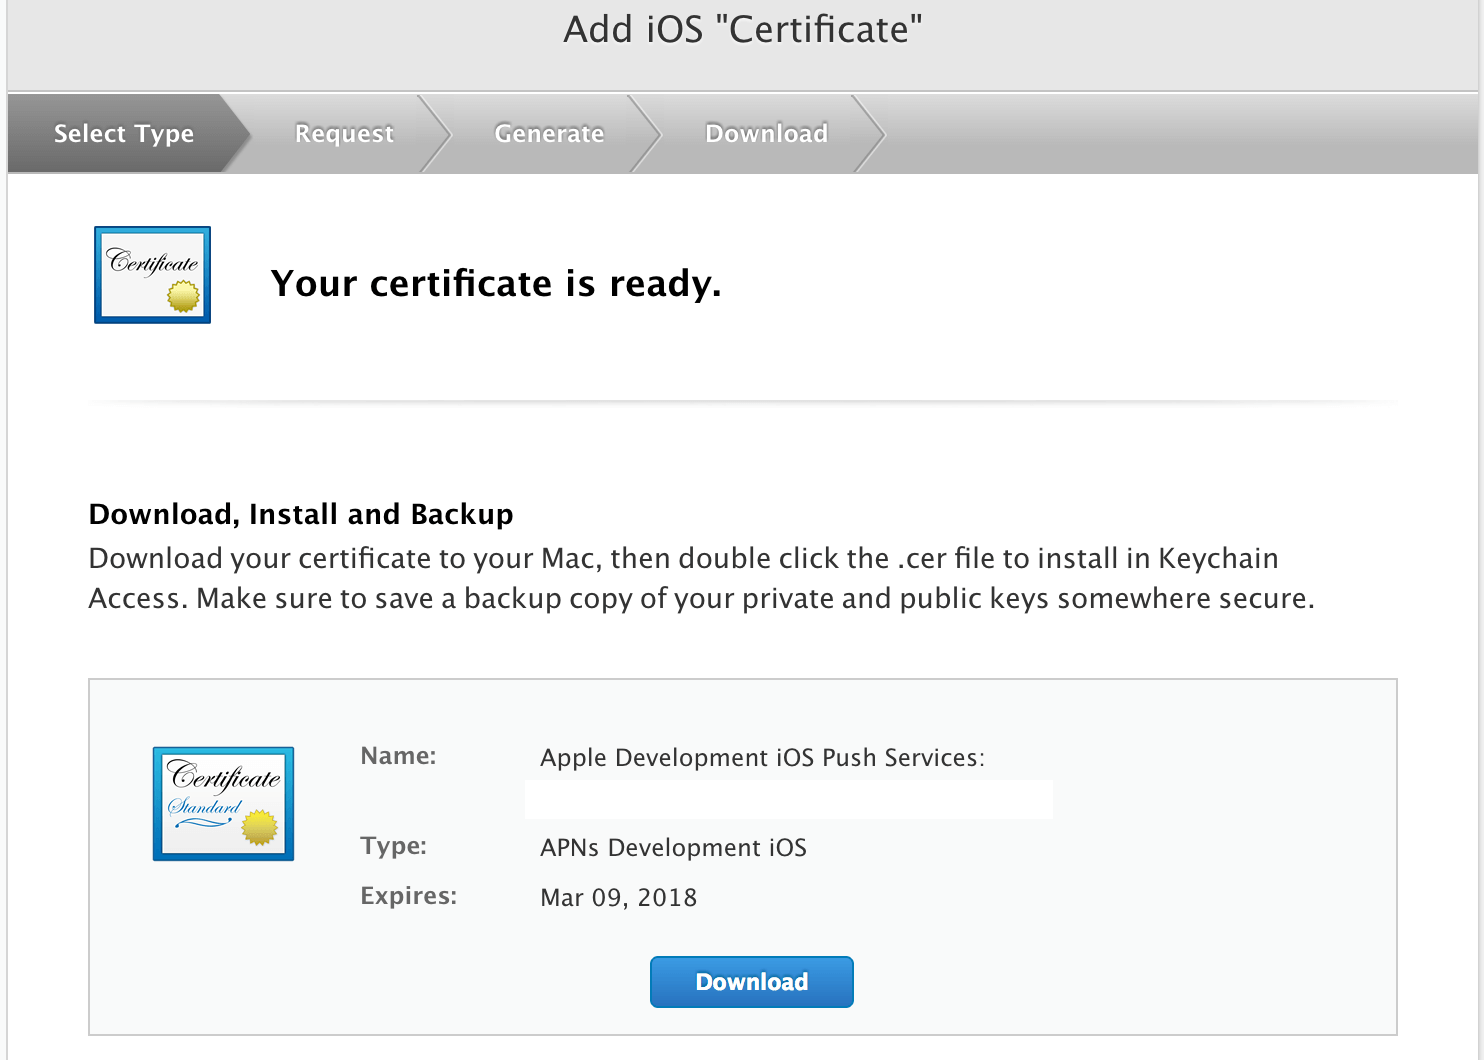 Add iOS "Certificate"
Select Type
Request
Generate
Download
Certificate
Your certificate is ready.
Download, Install and Backup
Download your certificate to your Mac, then double click the .cer file to install in Keychain
Access. Make sure to save a backup copy of your private and public keys somewhere secure.
Certificate
Standard
Name: Apple Development iOS Push Services:
Type: APNs Development iOS
Expires: Mar 09, 2018
Download